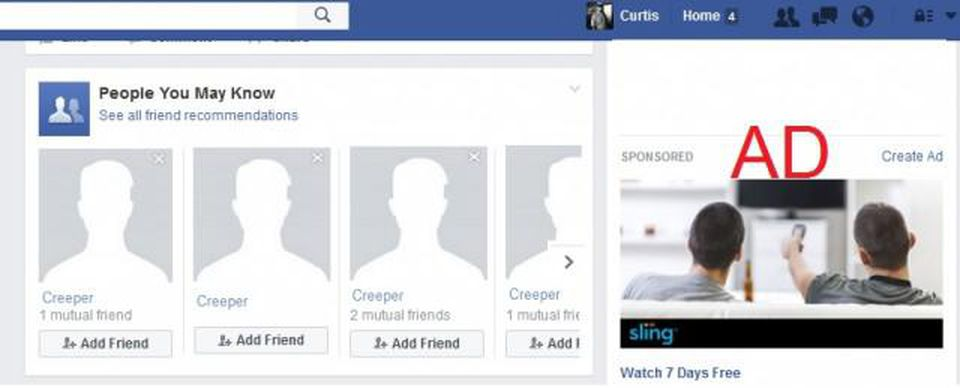 Curtis Home 4
People You May Know
See all friend recommendations
AD
SPONSORED
Create Ad
Creeper
1 mutual friend
Add Friend
Creeper
Add Friend
Creeper
2 mutual friends
Add Friend
Creeper
1 mutual frie
Add F
sling
Watch 7 Days Free